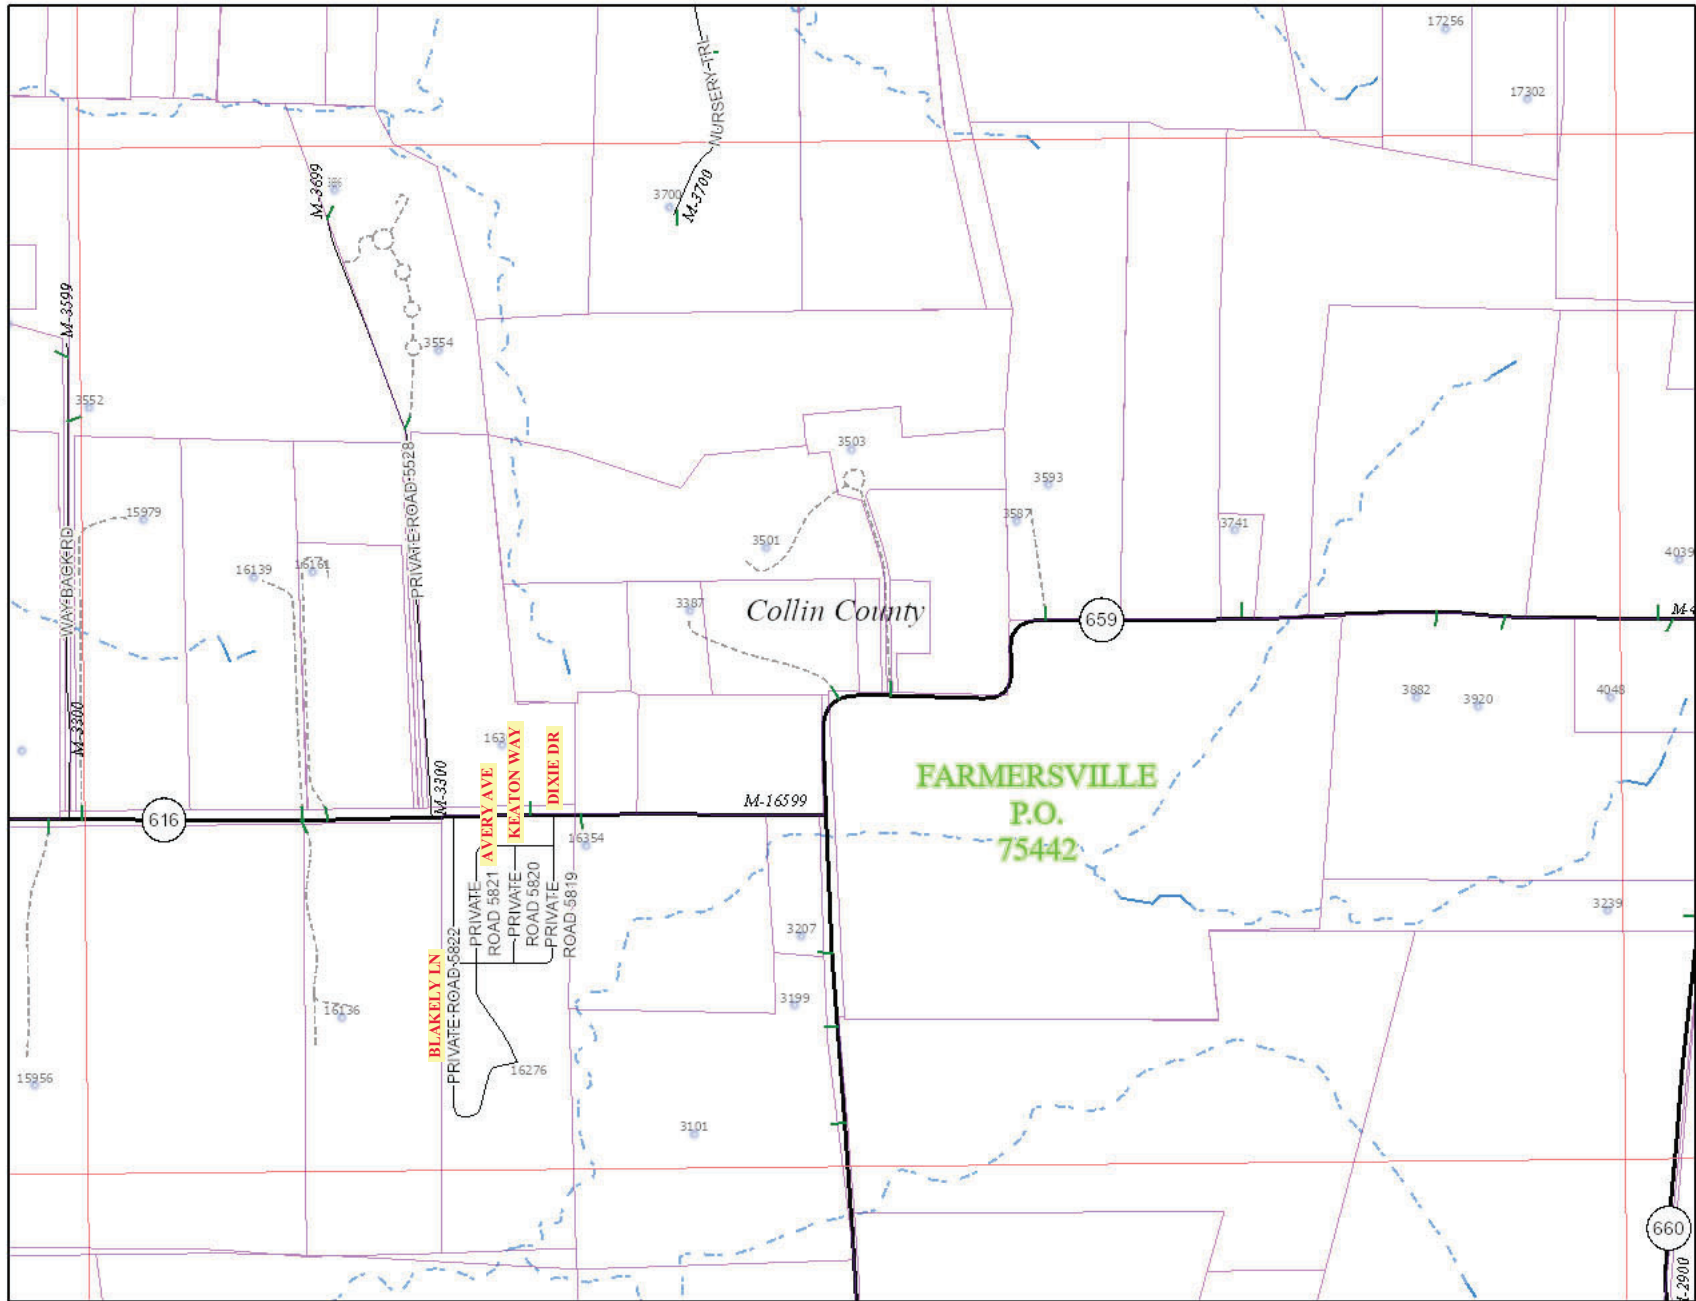 17256
17302
NURSERY-TRL
M-3699
3700
M-3700
M-3599
3554
3552
3503
3593
PRIVATE-ROAD-5528
15979
3587
3741
WAY-BACK-RD
3501
4039
16139
16161
3387
Collin County
659
M-4
3882
3920
4048
M-3300
163
KEATON WAY
DIXIE DR
AVERY AVE
M-3300
FARMERSVILLE
P.O.
75442
M-16599
616
16354
PRIVATE
ROAD 5821
PRIVATE
ROAD 5820
PRIVATE
ROAD 5819
3239
3207
BLAKELY LN
PRIVATE-ROAD-5822
3199
16136
16276
15956
3101
660
-2900